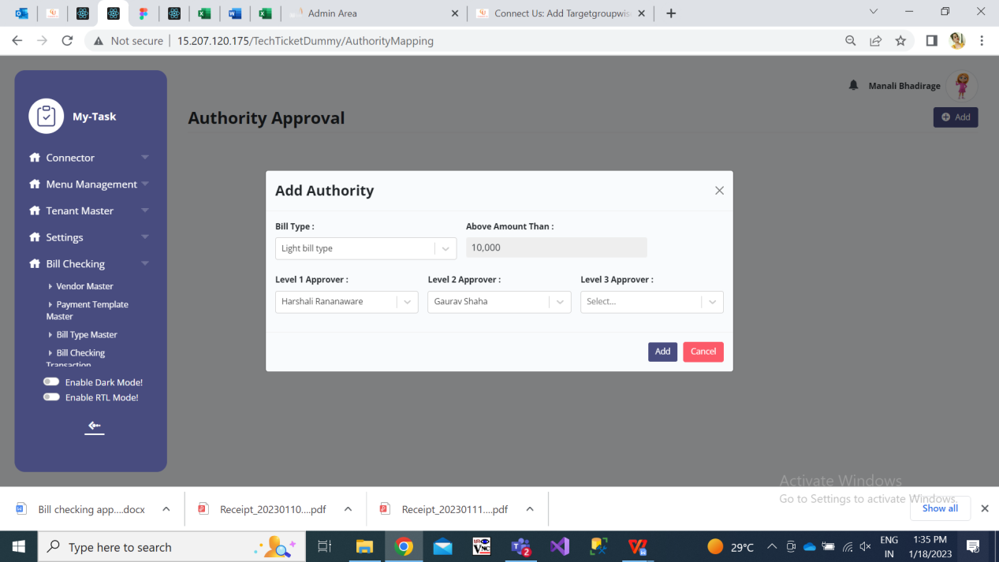 Admin Area
Connect Us: Add Targetgroupwis
Not secure
15.207.120.175/TechTicketDummy/AuthorityMapping
My-Task
Connector
Menu Management
Tenant Master
Settings
Bill Checking
Vendor Master
Payment Template
Master
Bill Type Master
Bill Checking
Transaction
Enable Dark Mode!
Enable RTL Mode!
Manali Bhadirage
Authority Approval
Add
Add Authority
Bill Type :
Above Amount Than :
Light bill type
10,000
Level 1 Approver :
Level 2 Approver :
Level 3 Approver :
Harshali Rananaware
Gaurav Shaha
Select...
Add
Cancel
Activate Windows
Go to Settings to activate Windows.
Bill checking app....docx
Receipt_20230110....pdf
Receipt_20230111....pdf
Show all
Type here to search
2
29°C
ENG
IN
1:35 PM
1/18/2023